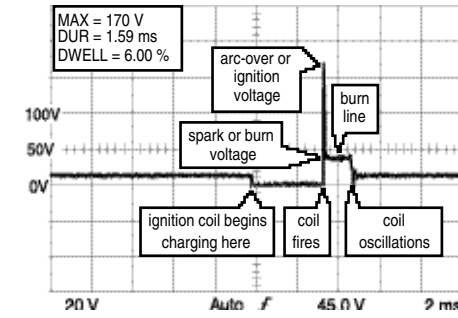 MAX = 170 V
DUR = 1.59 ms
DWELL = 6.00 %
arc-over or
ignition
voltage
burn
line
100V
spark or burn
voltage
50V
0V
ignition coil begins
charging here
coil
fires
coil
oscillations
20 V Auto 45.0 V 2 ms